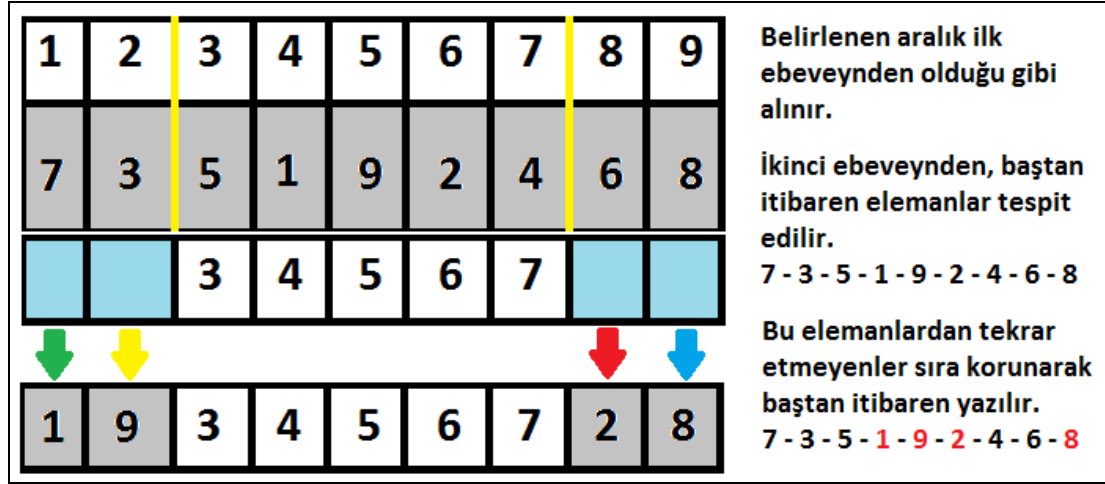 1 2 3 4 5 6 7 8 9
7 3 5 1 9 2 4 6 8
3 4 5 6 7
1 9 3 4 5 6 7 2 8
Belirlenen aralık ilk
ebeveynden olduğu gibi
alınır.
İkinci ebeveynden, baştan
itibaren elemanlar tespit
edilir.
7 - 3 - 5 - 1 - 9 - 2 - 4 - 6 - 8
Bu elemanlardan tekrar
etmeyenler sıra korunarak
baştan itibaren yazılır.
7 - 3 - 5 - 1 - 9 - 2 - 4 - 6 - 8